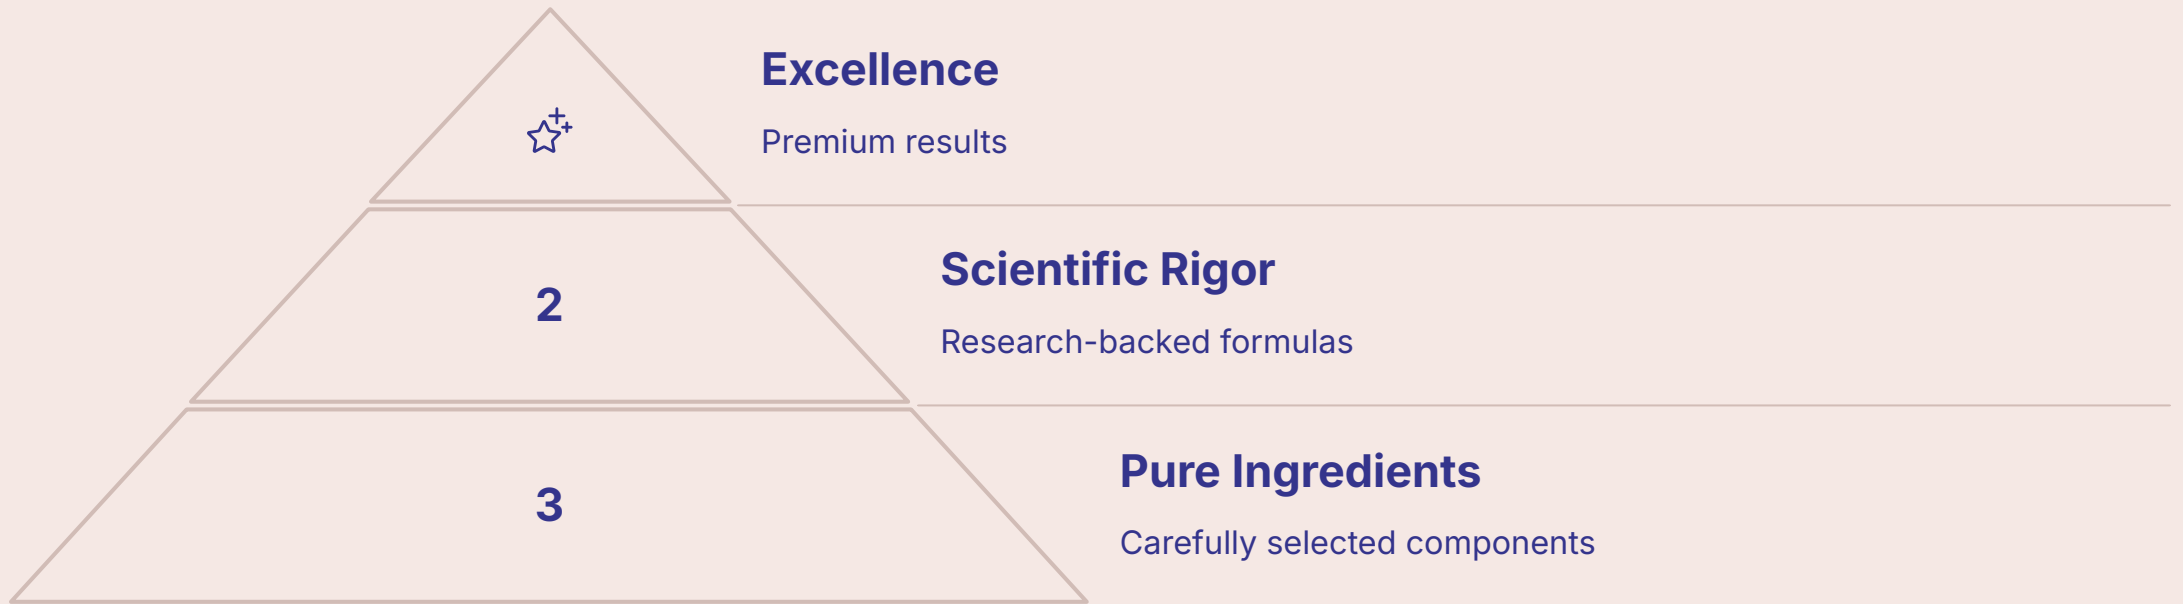 Excellence
Premium results
2
Scientific Rigor
Research-backed formulas
3
Pure Ingredients
Carefully selected components